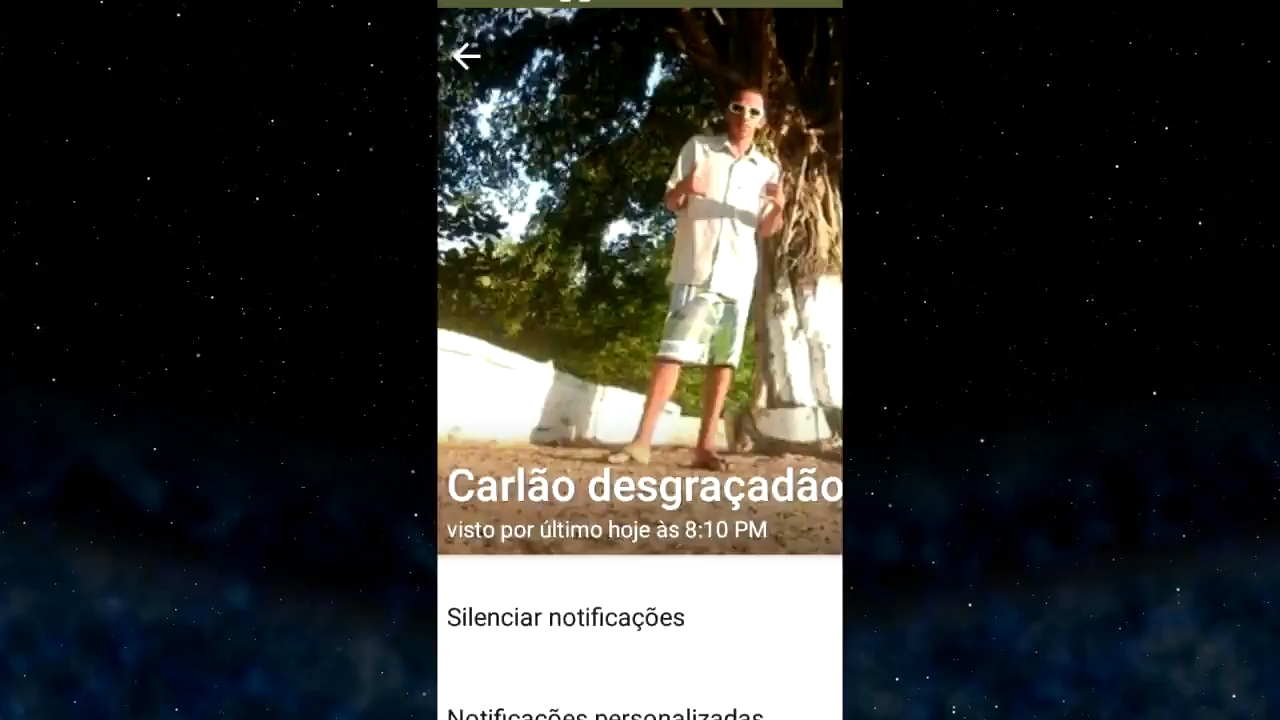 Carlão desgraçadão
visto por último hoje às 8:10 PM
Silenciar notificações
Notificações personalizadas